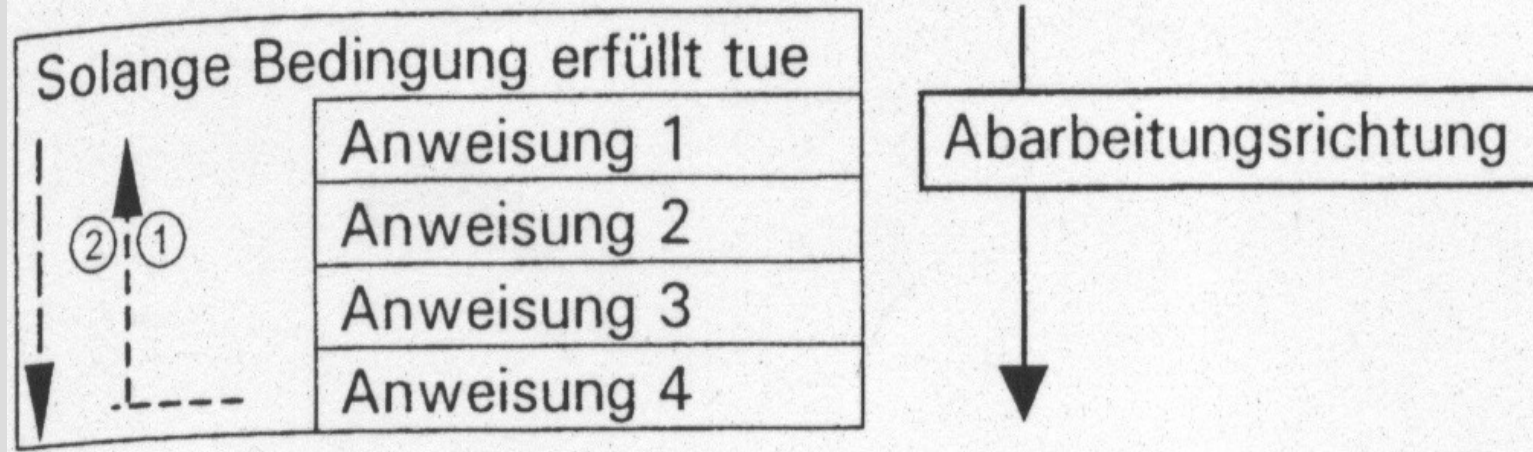 Solange Bedingung erfüllt tue
Anweisung 1
② ①
Anweisung 2
Anweisung 3
Anweisung 4
Abarbeitungsrichtung